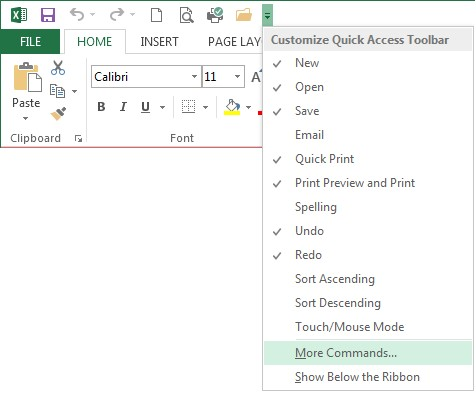 FILE HOME INSERT PAGE LAY
Customize Quick Access Toolbar
New
Open
Save
Email
Quick Print
Print Preview and Print
Spelling
Undo
Redo
Sort Ascending
Sort Descending
Touch/Mouse Mode
More Commands...
Show Below the Ribbon
Calibri 11 A
Paste B I U
Clipboard Font